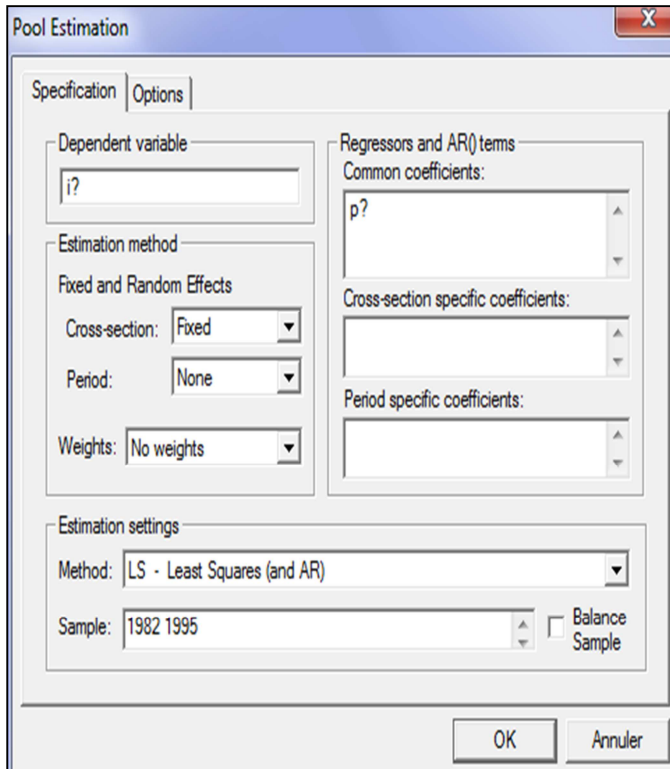 Pool Estimation
X
Specification
Options
Dependent variable
i?
Estimation method
Fixed and Random Effects
Cross-section: Fixed
Period: None
Weights: No weights
Regressors and AR() terms
Common coefficients:
p?
Cross-section specific coefficients:
Period specific coefficients:
Estimation settings
Method: LS - Least Squares (and AR)
Sample: 1982 1995
Balance
Sample
OK
Annuler